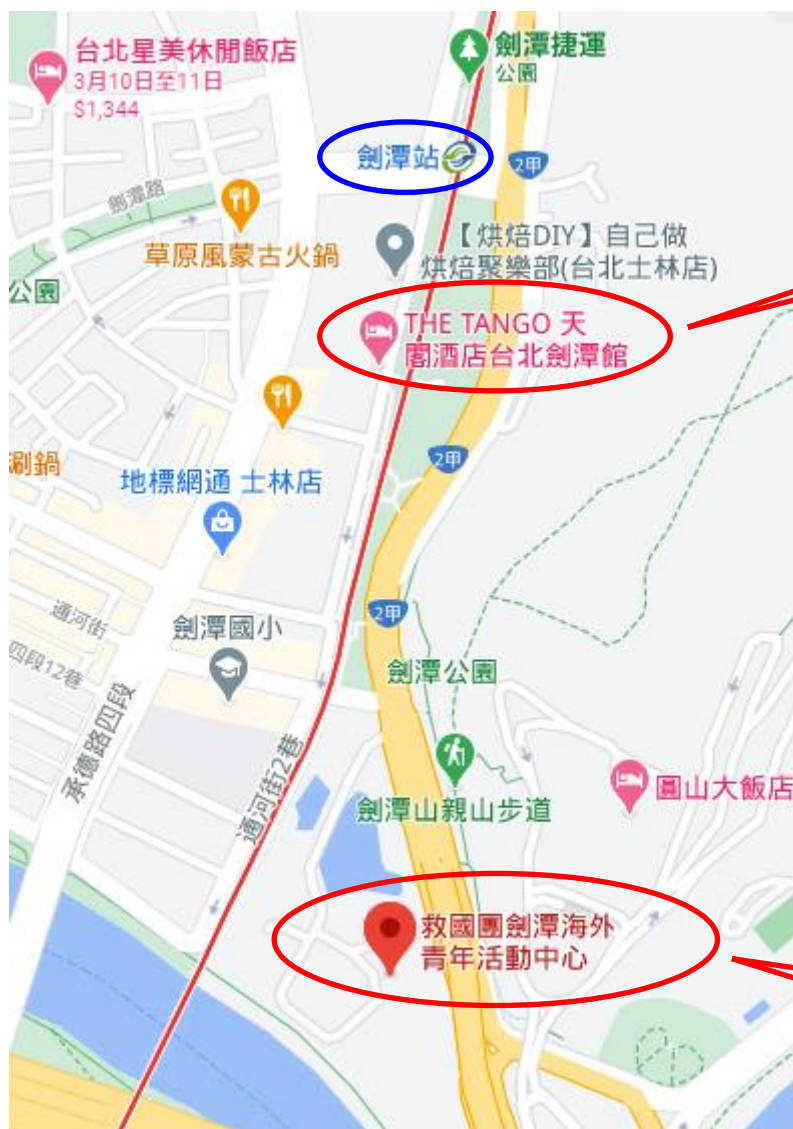 台北星美休閒飯店
3月10日至11日
$1,344
劍潭捷運
公園
劍潭站
2甲
劍潭路
草原風蒙古火鍋
【烘焙DIY】自己做
烘焙聚樂部(台北士林店)
公園
THE TANGO 天
閣酒店台北劍潭館
涮鍋
2甲
地標網通 士林店
通河街
劍潭國小
2甲
四段12巷
劍潭公園
承德路四段
通河街2巷
劍潭山親山步道
圓山大飯店
救國團劍潭海外
青年活動中心